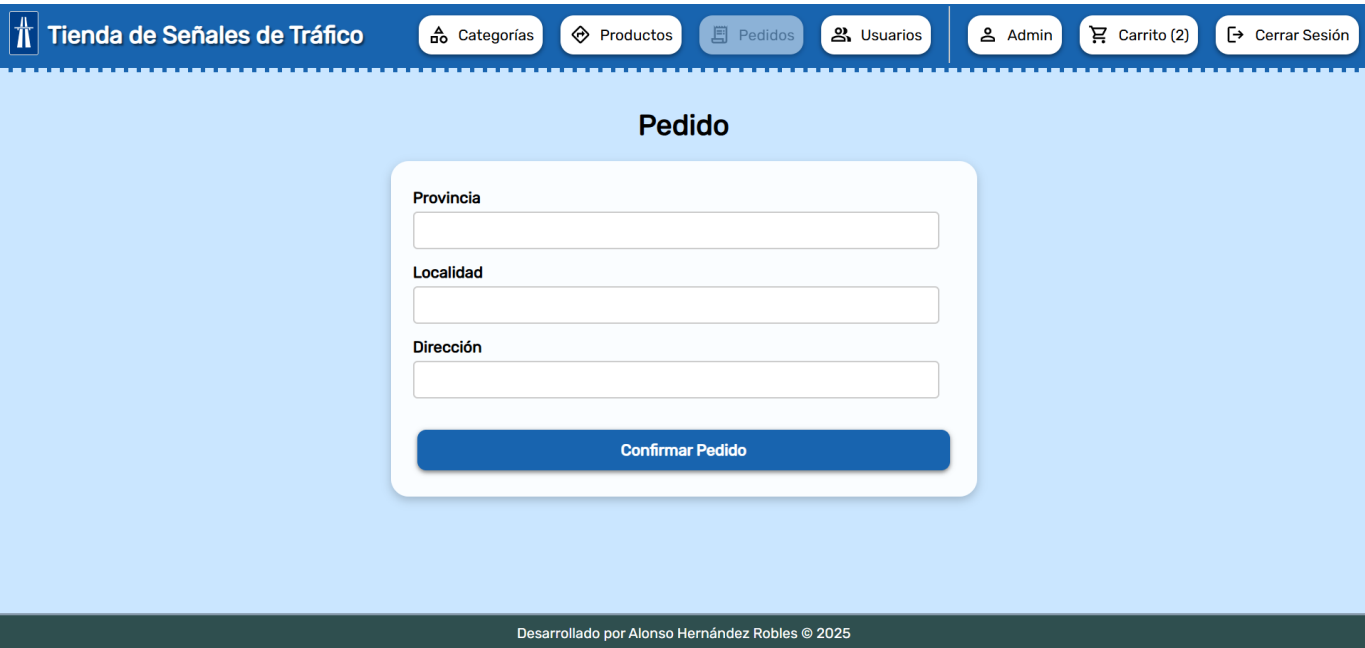 Tienda de Señales de Tráfico Categorías Productos Pedidos Usuarios Admin Carrito (2) Cerrar Sesión
Pedido
Provincia
Localidad
Dirección
Confirmar Pedido
Desarrollado por Alonso Hernández Robles © 2025